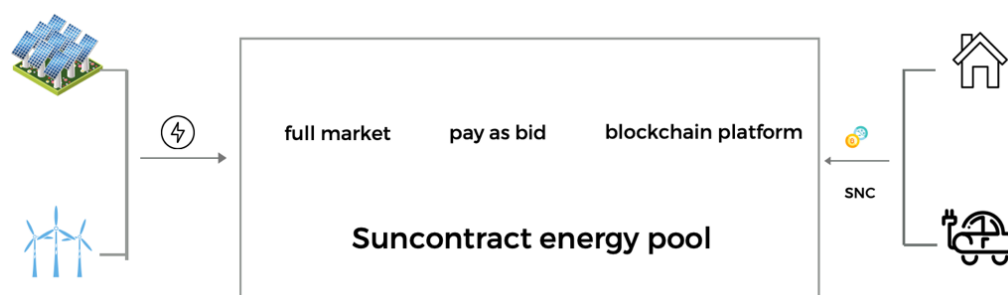 full market
pay as bid
blockchain platform
SNC
Suncontract energy pool